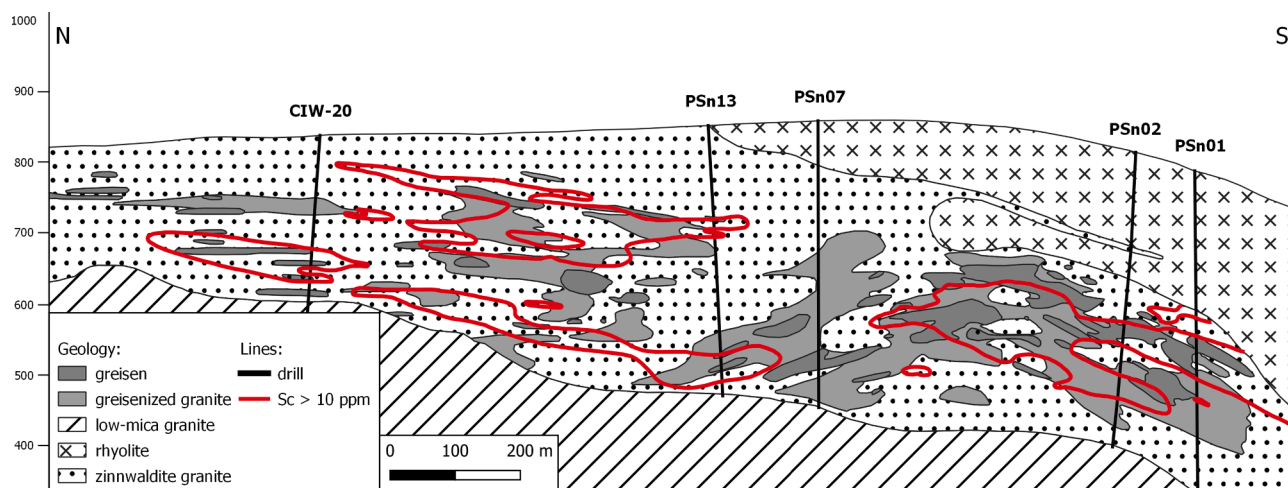 1000
N
S
900
CIW-20
PSn13
PSn07
PSn02
PSn01
800
700
600
500
400
Geology:
Lines:
greisen
drill
greisenized granite
Sc > 10 ppm
low-mica granite
rhyolite
zinnwaldite granite
0 100 200 m